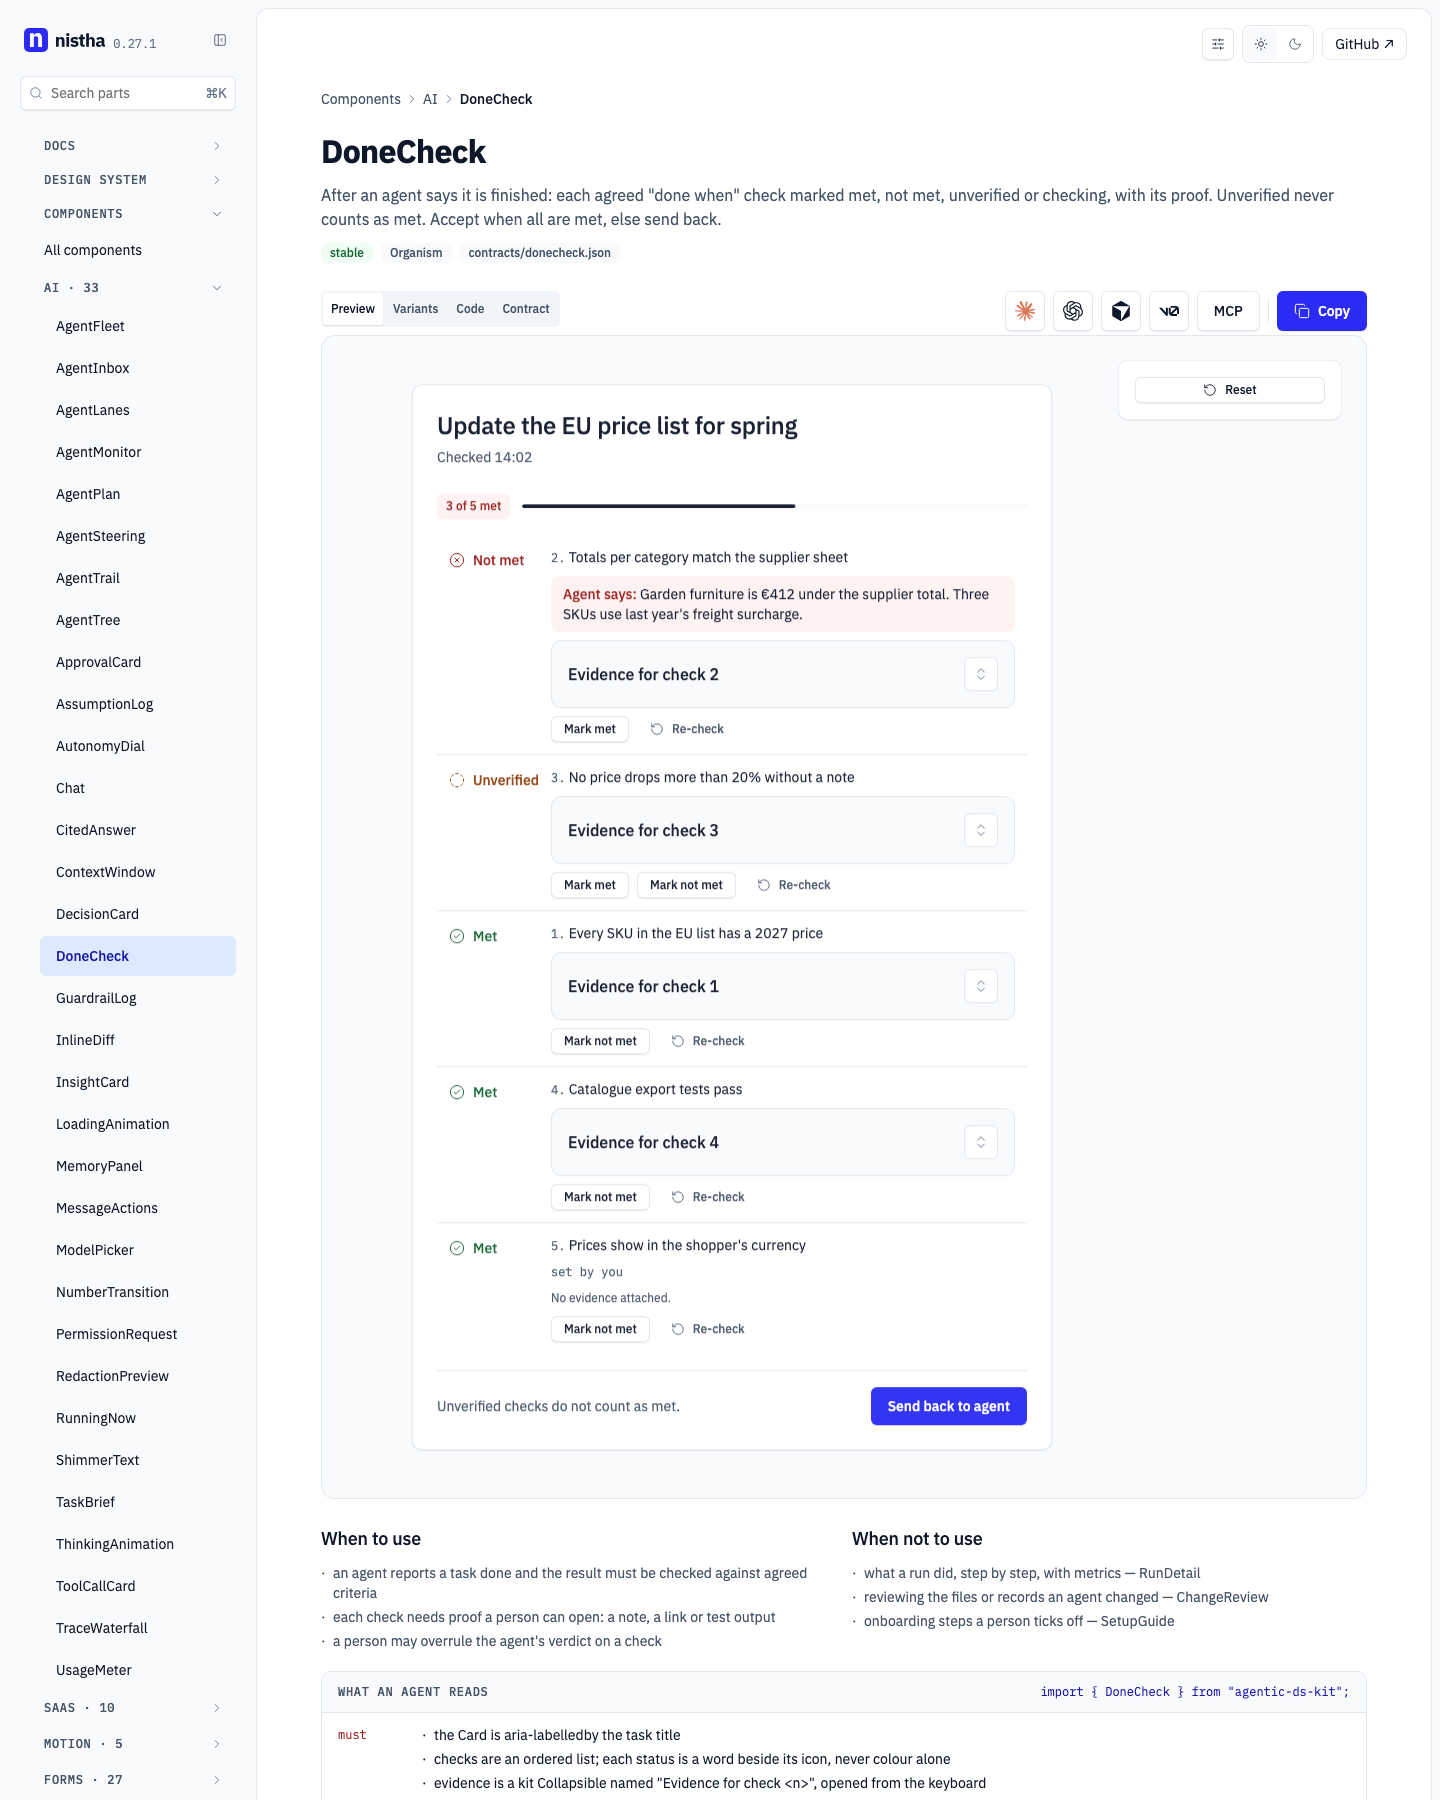 n nistha 0.27.1
Search parts ⌘K
DOCS
DESIGN SYSTEM
COMPONENTS
All components
AI · 33
AgentFleet
AgentInbox
AgentLanes
AgentMonitor
AgentPlan
AgentSteering
AgentTrail
AgentTree
ApprovalCard
AssumptionLog
AutonomyDial
Chat
CitedAnswer
ContextWindow
DecisionCard
DoneCheck
GuardrailLog
InlineDiff
InsightCard
LoadingAnimation
MemoryPanel
MessageActions
ModelPicker
NumberTransition
PermissionRequest
RedactionPreview
RunningNow
ShimmerText
TaskBrief
ThinkingAnimation
ToolCallCard
TraceWaterfall
UsageMeter
SAAS · 10
MOTION · 5
FORMS · 27
GitHub
Components AI DoneCheck
DoneCheck
After an agent says it is finished: each agreed "done when" check marked met, not met, unverified or checking, with its proof. Unverified never
counts as met. Accept when all are met, else send back.
stable Organism contracts/donecheck.json
Preview Variants Code Contract
v0 MCP Copy
Reset
Update the EU price list for spring
Checked 14:02
3 of 5 met
Not met 2. Totals per category match the supplier sheet
Agent says: Garden furniture is €412 under the supplier total. Three
SKUs use last year's freight surcharge.
Evidence for check 2
Mark met Re-check
Unverified 3. No price drops more than 20% without a note
Evidence for check 3
Mark met Mark not met Re-check
Met 1. Every SKU in the EU list has a 2027 price
Evidence for check 1
Mark not met Re-check
Met 4. Catalogue export tests pass
Evidence for check 4
Mark not met Re-check
Met 5. Prices show in the shopper's currency
set by you
No evidence attached.
Mark not met Re-check
Unverified checks do not count as met.
Send back to agent
When to use
· an agent reports a task done and the result must be checked against agreed
criteria
· each check needs proof a person can open: a note, a link or test output
· a person may overrule the agent's verdict on a check
When not to use
· what a run did, step by step, with metrics — RunDetail
· reviewing the files or records an agent changed — ChangeReview
· onboarding steps a person ticks off — SetupGuide
WHAT AN AGENT READS
import { DoneCheck } from "agentic-ds-kit";
must · the Card is aria-labelledby the task title
· checks are an ordered list; each status is a word beside its icon, never colour alone
· evidence is a kit Collapsible named "Evidence for check <n>", opened from the keyboard